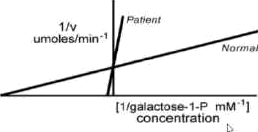 1/v
umoles/min⁻¹
Patient
Normal
[1/galactose-1-P mM⁻¹]
concentration